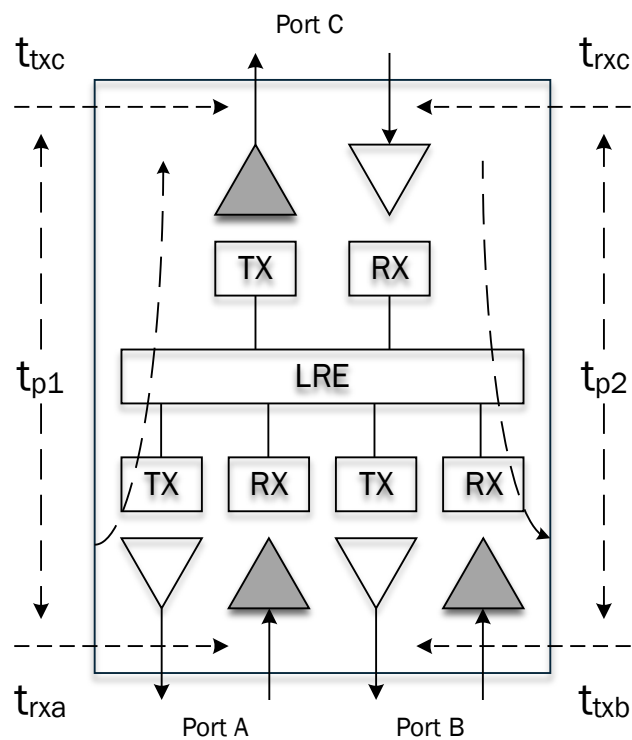 Port C
t_txc
t_rxc
TX
RX
t_p1
LRE
t_p2
TX
RX
TX
RX
t_rxa
Port A
Port B
t_txb